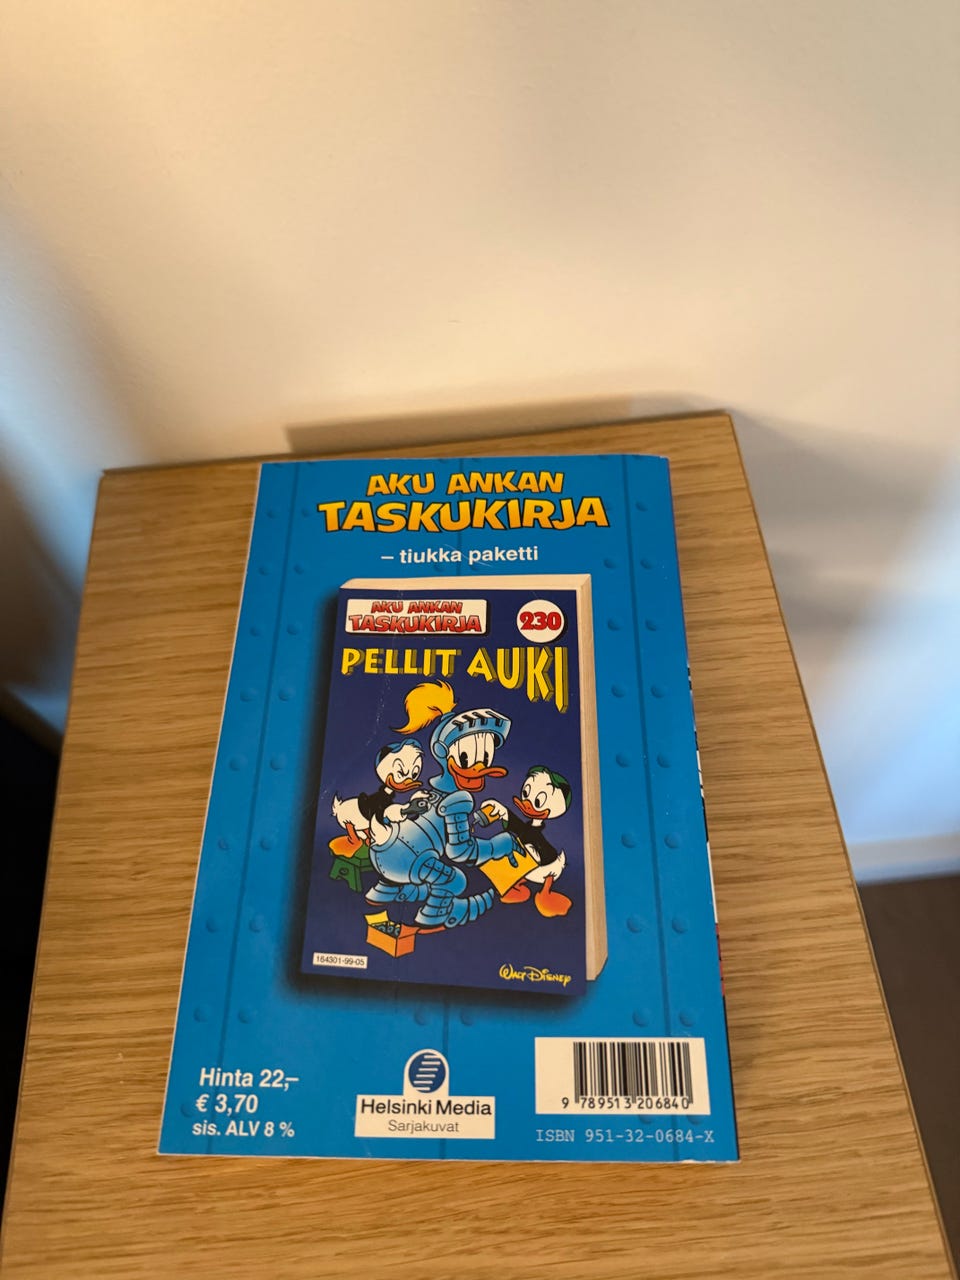 AKU ANKAN
TASKUKIRJA
– tiukka paketti
AKU ANKAN
TASKUKIRJA
230
PELLIT AUKI
164301-99-05
WALT DISNEY
Hinta 22,–
€ 3,70
sis. ALV 8 %
Helsinki Media
Sarjakuvat
9 789513 206840
ISBN 951-32-0684-X